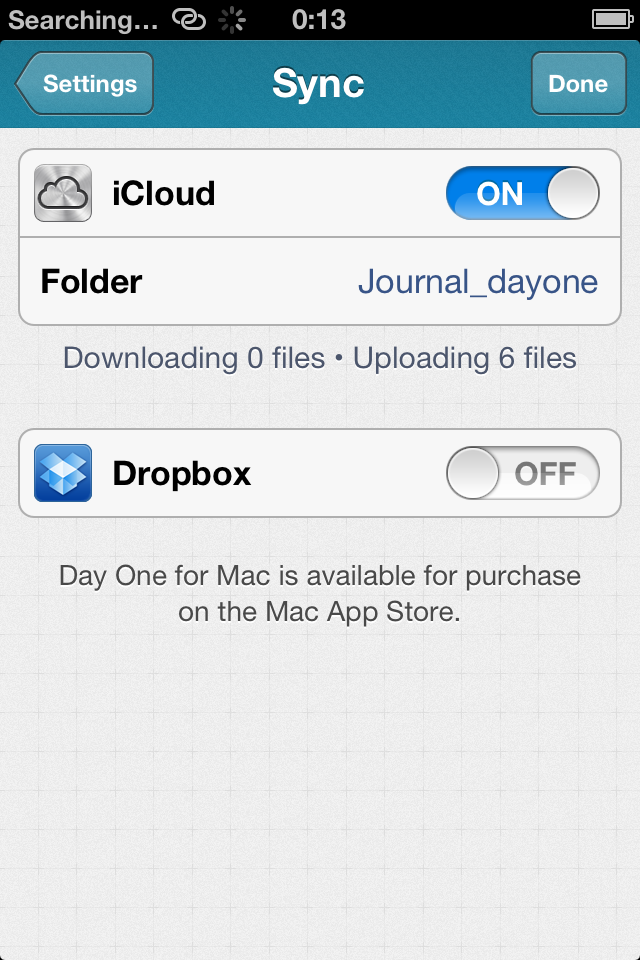 Searching... 0:13
Settings Sync Done
iCloud ON
Folder Journal_dayone
Downloading 0 files • Uploading 6 files
Dropbox OFF
Day One for Mac is available for purchase
on the Mac App Store.